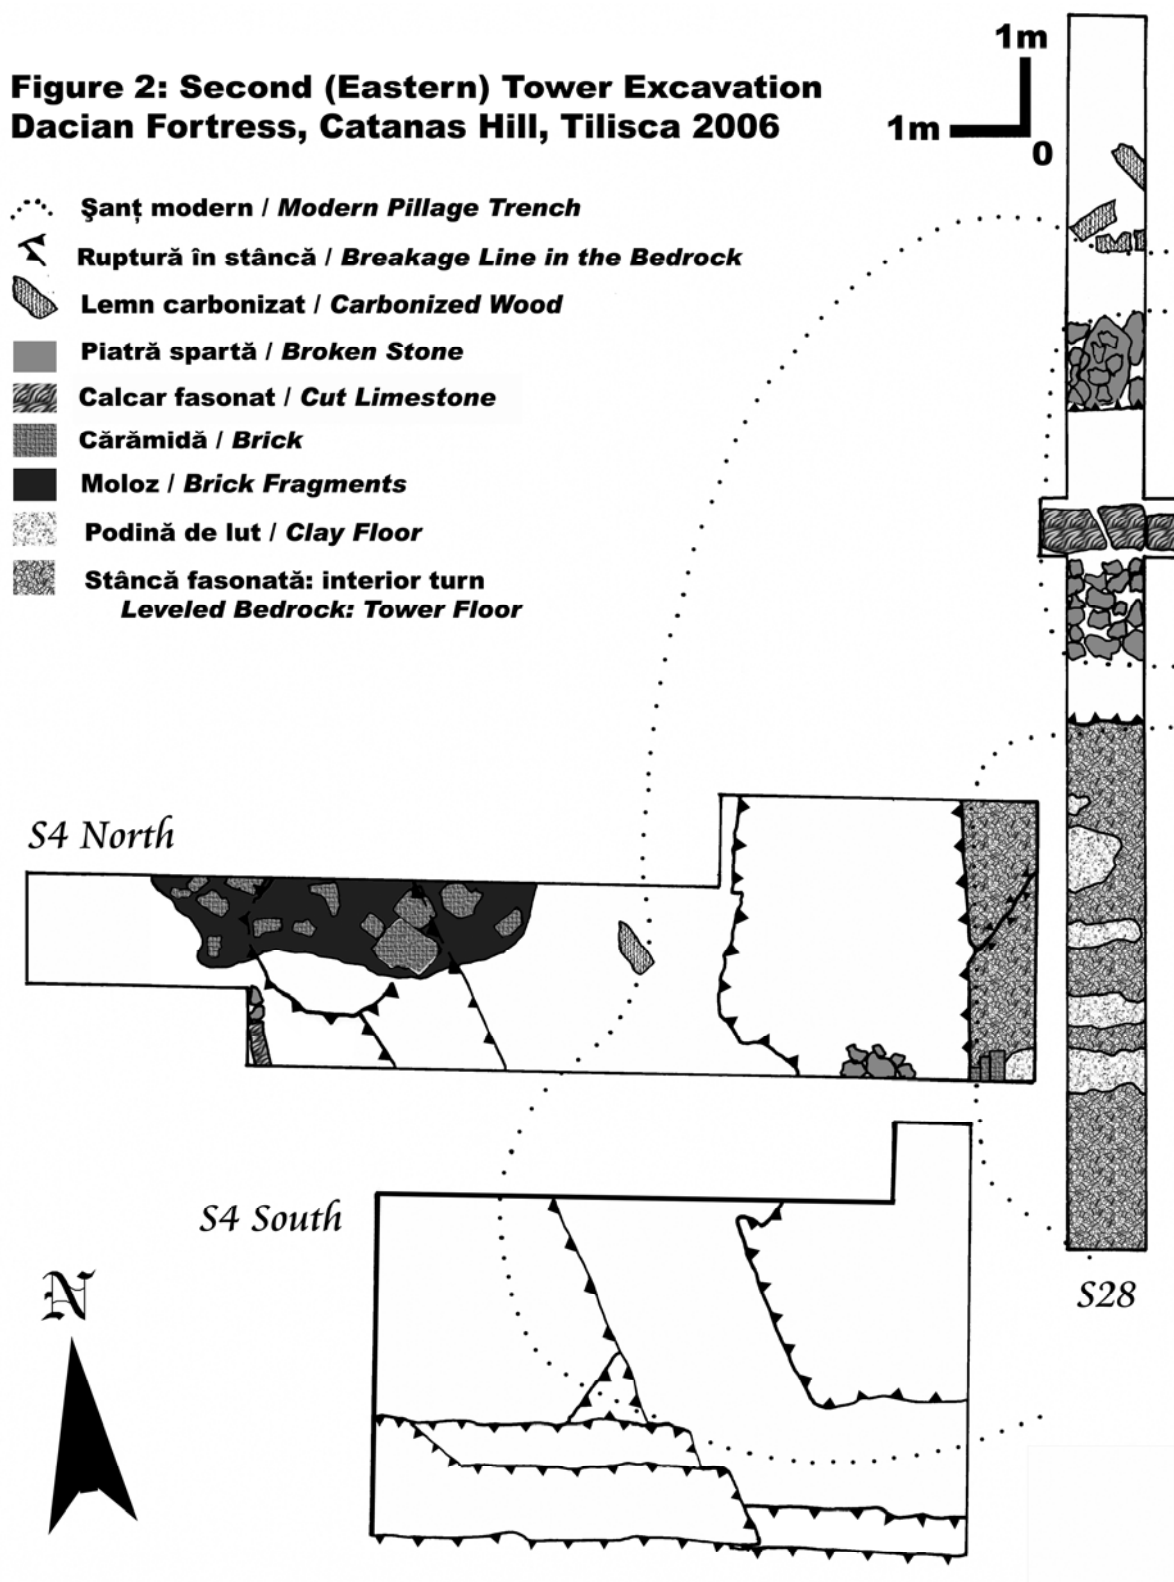 Figure 2: Second (Eastern) Tower Excavation
Dacian Fortress, Catanas Hill, Tilisca 2006
1m
1m
0
Şanț modern / Modern Pillage Trench
Ruptură în stâncă / Breakage Line in the Bedrock
Lemn carbonizat / Carbonized Wood
Piatră spartă / Broken Stone
Calcar fasonat / Cut Limestone
Cărămidă / Brick
Moloz / Brick Fragments
Podină de lut / Clay Floor
Stâncă fasonată: interior turn
Leveled Bedrock: Tower Floor
S4 North
S4 South
S28
N